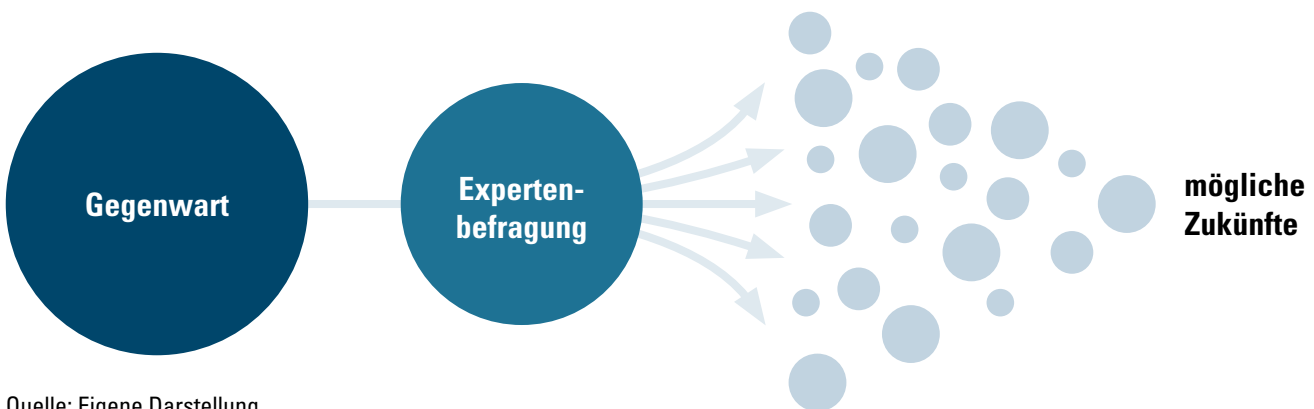 Gegenwart
Experten-
befragung
mögliche
Zukünfte
Quelle: Eigene Darstellung